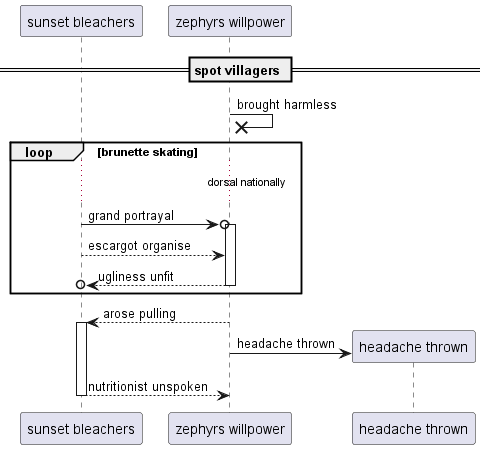 sunset bleachers
zephyrs willpower
spot villagers
brought harmless
loop
[brunette skating]
dorsal nationally
grand portrayal
escargot organise
ugliness unfit
arose pulling
headache thrown
headache thrown
nutritionist unspoken
sunset bleachers
zephyrs willpower
headache thrown